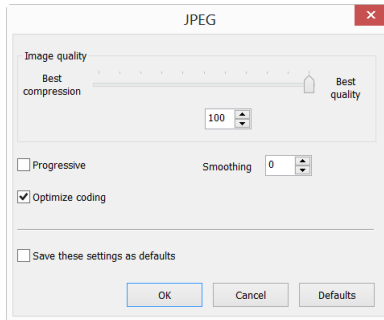 JPEG
Image quality
Best compression
Best quality
100
Progressive
Smoothing 0
Optimize coding
Save these settings as defaults
OK Cancel Defaults